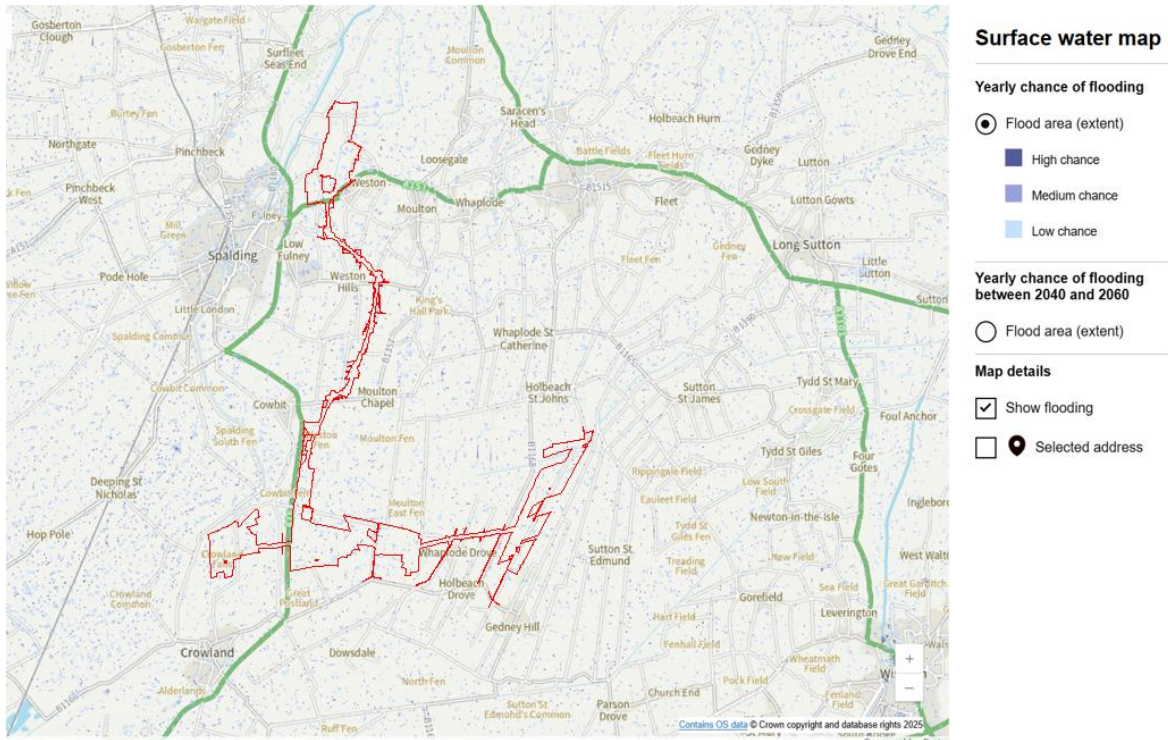 Gosberton
Clough
Wargate Field
Gosberton Fen
Surfleet
Seas End
Moulton
Common
Gedney
Drove End
Burtey Fen
Saracen's
Head
Holbeach Hurn
Northgate
Pinchbeck
Loosegate
Battle Fields
Fleet Hurn
Gedney
Dyke
Lutton
Pinchbeck
West
Weston
A151
B1515
Lutton Gowts
Fulney
Moulton
Whaplode
Fleet
Mill
Green
Spalding
Low
Fulney
Gedney
Fen
Long Sutton
Pode Hole
Weston
Hills
Fleet Fen
Little
Sutton
Little London
King's
Hall Park
Sutton
Spalding Common
Whaplode St
Catherine
Cowbit Common
Holbeach
St Johns
Sutton
St James
Tydd St Mary
Cowbit
Moulton
Chapel
Crossgate Field
Foul Anchor
Spalding
South Fen
Moulton Fen
Tydd St Giles
Four
Gotes
Deeping St
Nicholas
Cowbit Fen
Rippingale Field
Low South
Field
Eauleet Field
Ingleboro
Hop Pole
Moulton
East Fen
Newton-in-the-Isle
Tydd St
Giles Fen
Whaplode Drove
Sutton St.
Edmund
Treading
Field
New Field
West Walto
Crowland
Common
Great
Postland
Holbeach
Drove
Sea Field
Gorefield
Leverington
Gedney Hill
Hart Field
Crowland
Dowsdale
Fenhall Field
Wheatmath
Field
Alderlands
North Fen
Church End
Pock Field
Fenland
Field
Sutton St
Edmund's Common
Parson
Drove
Ruff Fen
+
−
Contains OS data © Crown copyright and database rights 2025
Surface water map
Yearly chance of flooding
Flood area (extent)
High chance
Medium chance
Low chance
Yearly chance of flooding
between 2040 and 2060
Flood area (extent)
Map details
Show flooding
Selected address